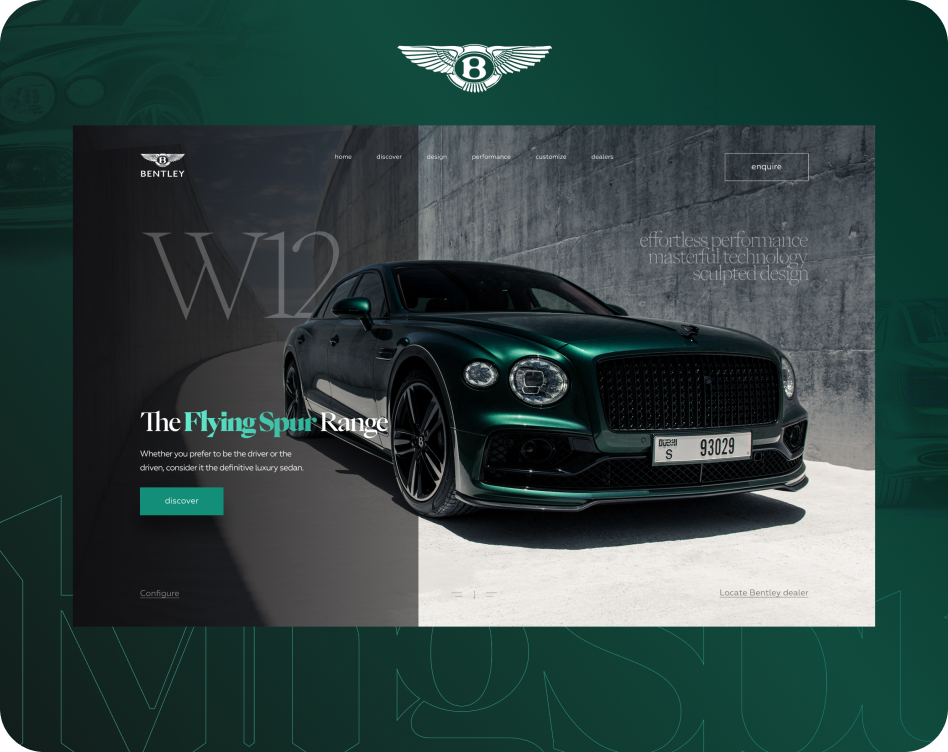 B
B
BENTLEY
home discover design performance customize dealers
enquire
W12
effortless performance
masterful technology
sculpted design
The Flying Spur Range
Whether you prefer to be the driver or the
driven, consider it the definitive luxury sedan.
discover
DUBAI
S 93029
B
Configure
Locate Bentley dealer